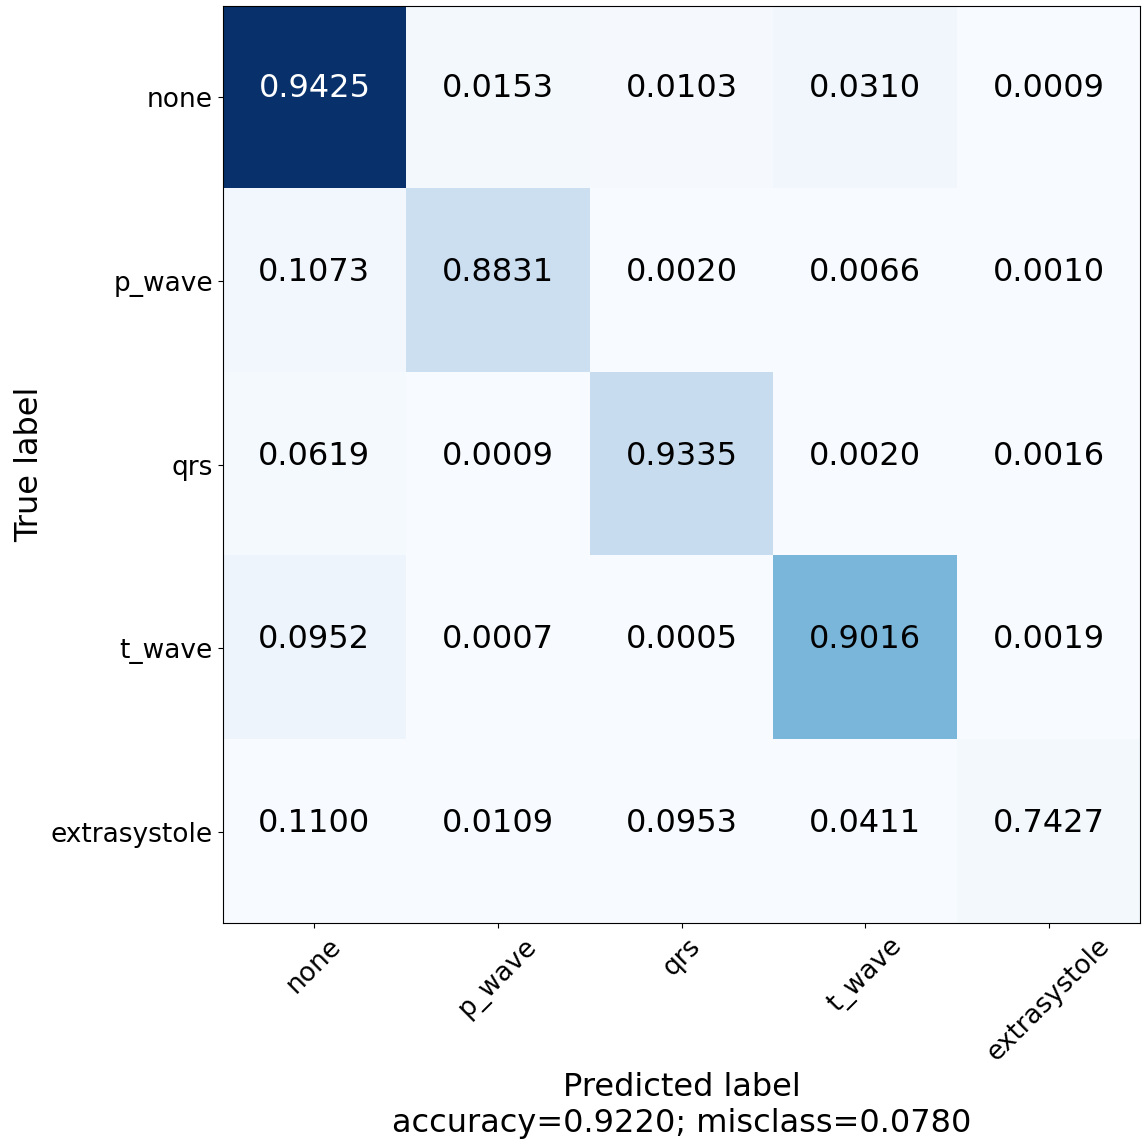 none 0.9425 0.0153 0.0103 0.0310 0.0009
p_wave 0.1073 0.8831 0.0020 0.0066 0.0010
qrs 0.0619 0.0009 0.9335 0.0020 0.0016
t_wave 0.0952 0.0007 0.0005 0.9016 0.0019
extrasystole 0.1100 0.0109 0.0953 0.0411 0.7427
True label
none p_wave qrs t_wave extrasystole
Predicted label
accuracy=0.9220; misclass=0.0780